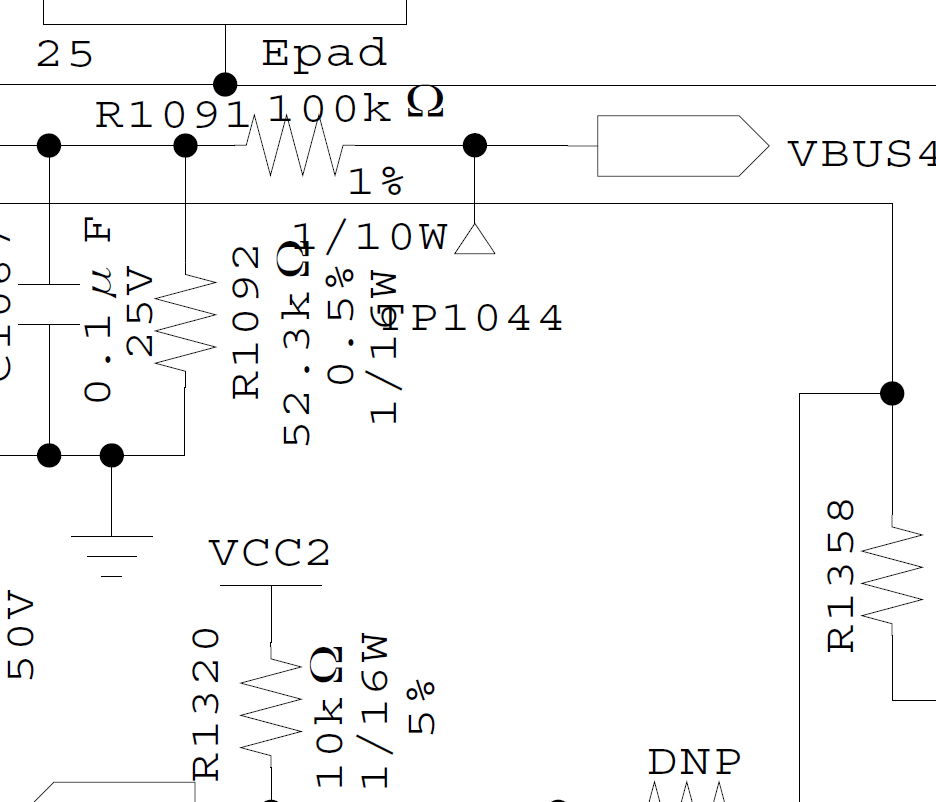 25
Epad
R1091
100kΩ
1%
1/10W
VBUS4
0.1μF
25V
R1092
52.3kΩ
0.5%
1/16W
TP1044
R1358
VCC2
50V
R1320
10kΩ
1/16W
5%
DNP